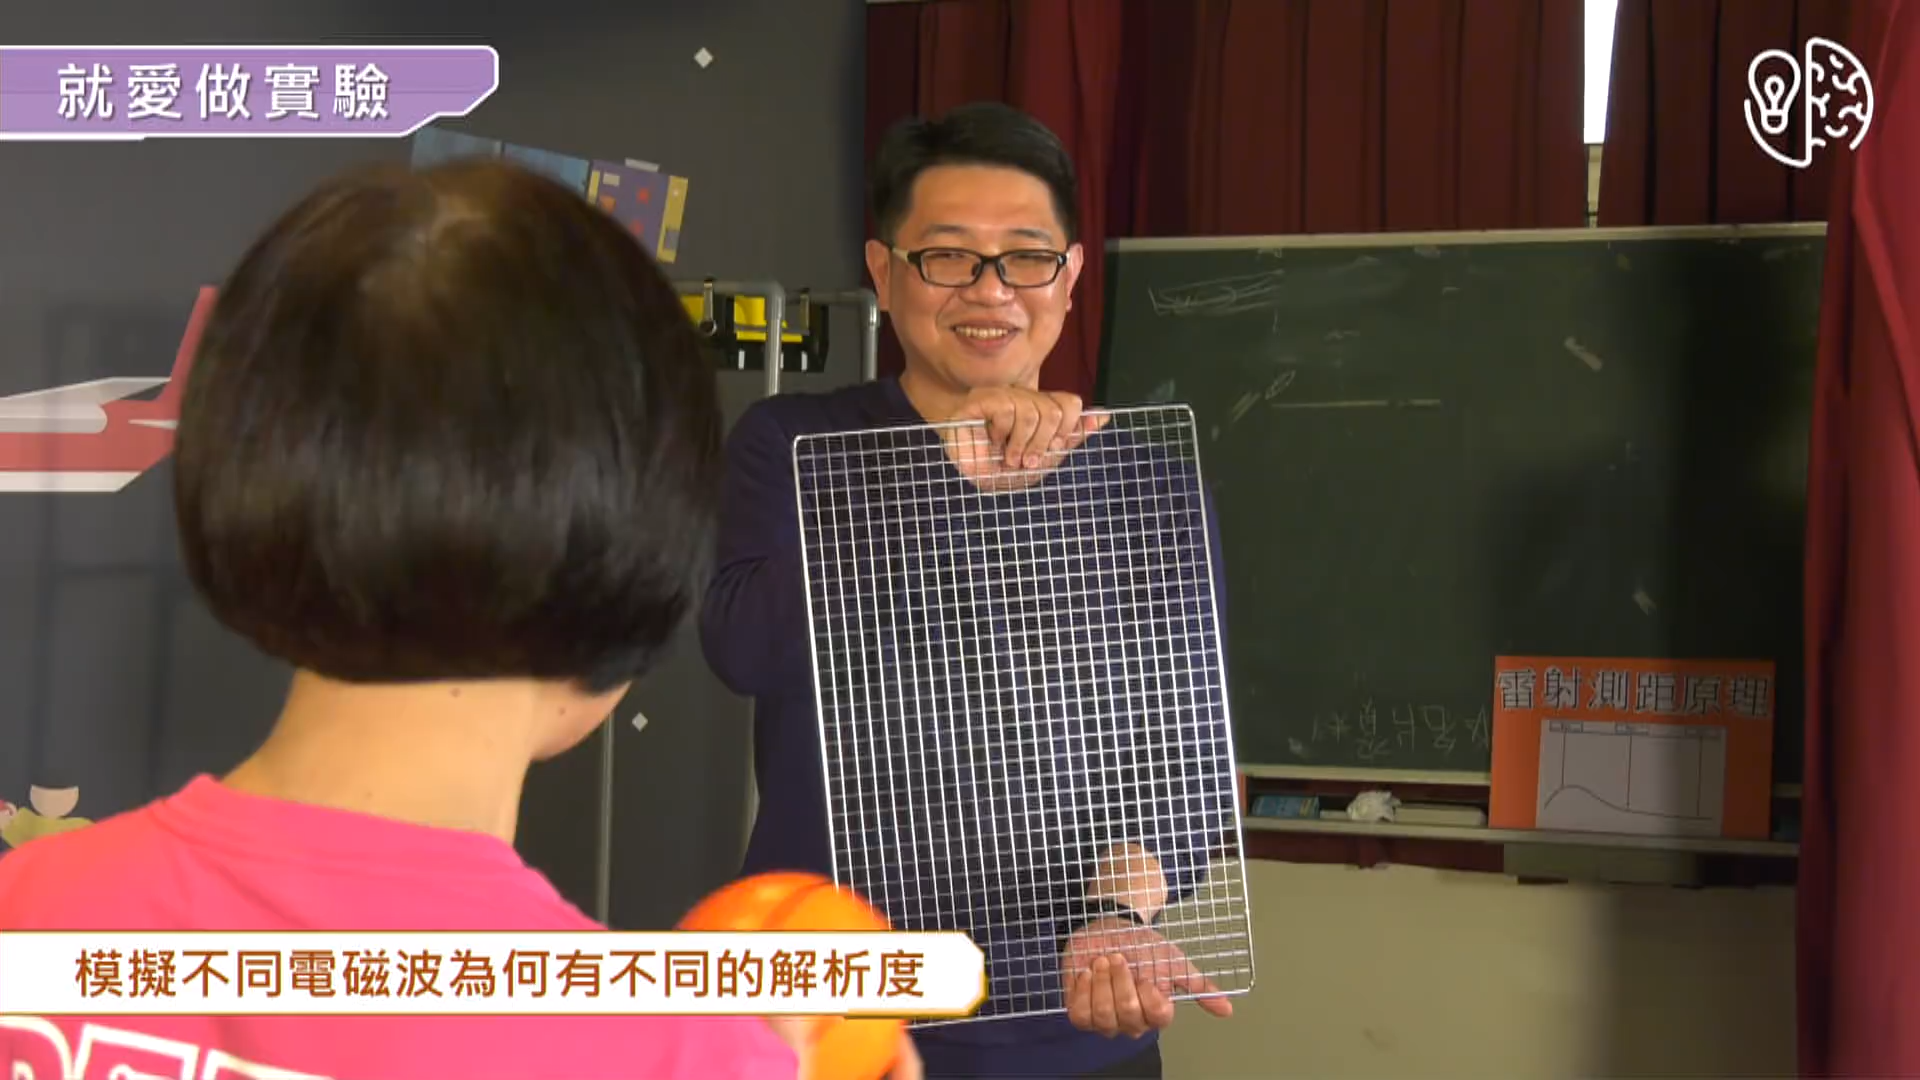 就愛做實驗
雷射測距原理
模擬不同電磁波為何有不同的解析度